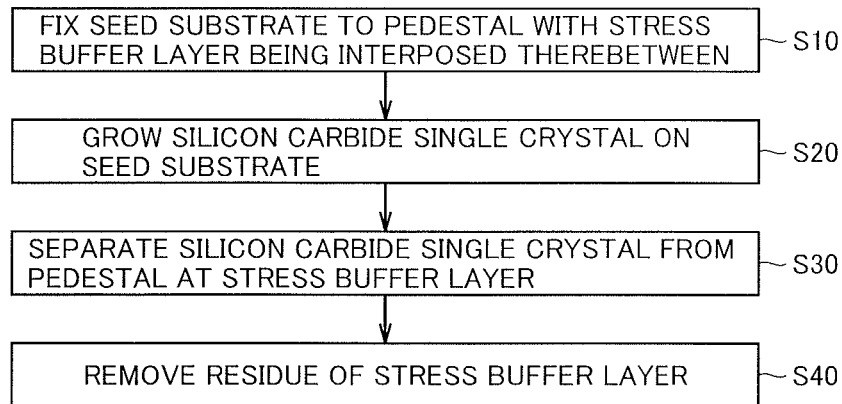 FIX SEED SUBSTRATE TO PEDESTAL WITH STRESS
BUFFER LAYER BEING INTERPOSED THEREBETWEEN
S10
GROW SILICON CARBIDE SINGLE CRYSTAL ON
SEED SUBSTRATE
S20
SEPARATE SILICON CARBIDE SINGLE CRYSTAL FROM
PEDESTAL AT STRESS BUFFER LAYER
S30
REMOVE RESIDUE OF STRESS BUFFER LAYER
S40